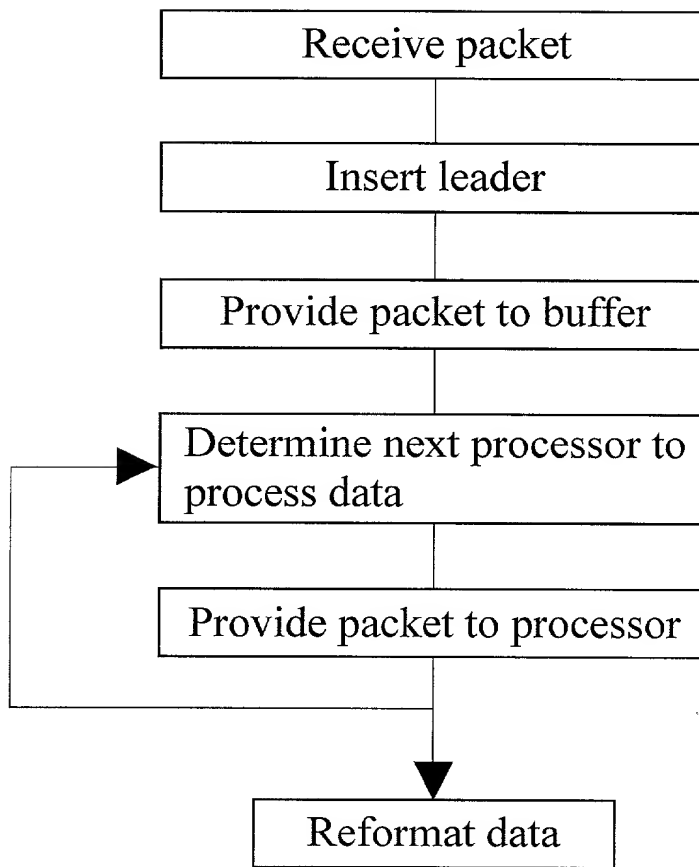 Receive packet
Insert leader
Provide packet to buffer
Determine next processor to
process data
Provide packet to processor
Reformat data